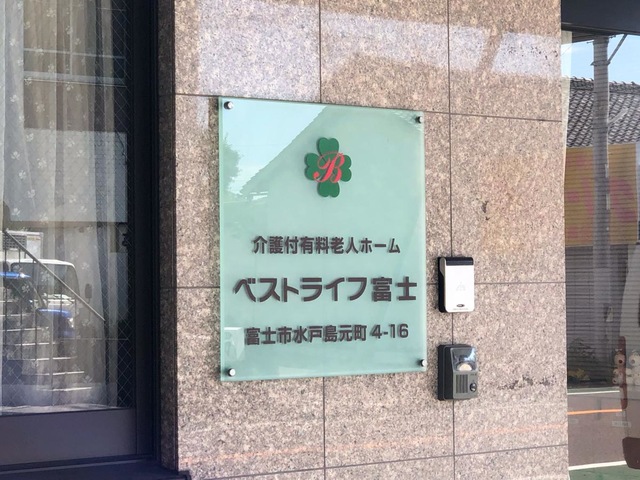 B
介護付有料老人ホーム
ベストライフ富士
富士市水戸島元町4-16